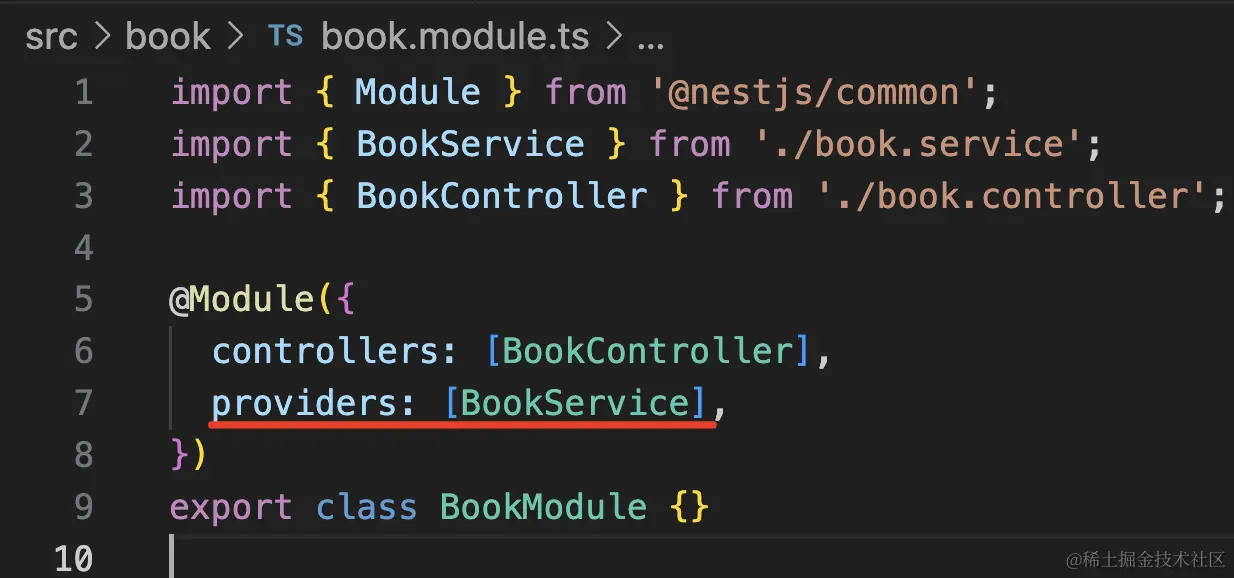 src > book > TS book.module.ts > ...
1 import { Module } from '@nestjs/common';
2 import { BookService } from './book.service';
3 import { BookController } from './book.controller';
4
5 @Module({
6   controllers: [BookController],
7   providers: [BookService],
8 })
9 export class BookModule {}
10
@稀土掘金技术社区